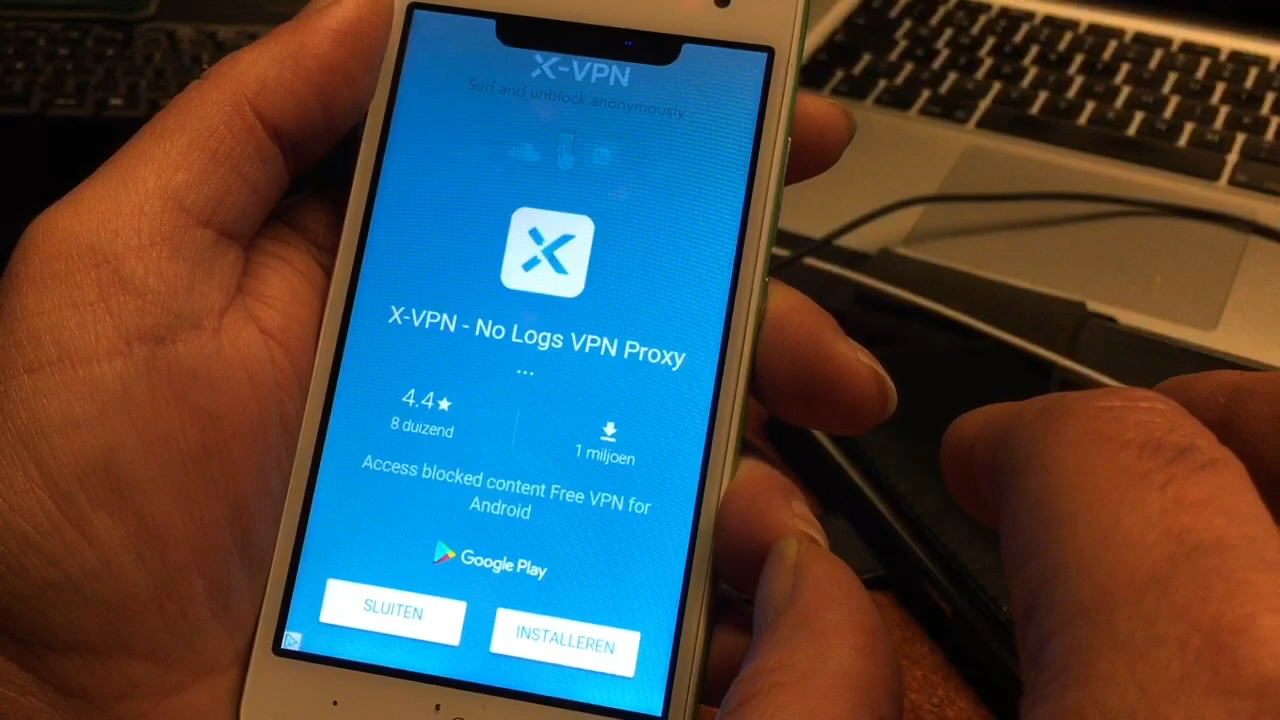 X-VPN
Surf and unblock anonymously
X-VPN - No Logs VPN Proxy
...
4.4★
8 duizend
1 miljoen
Access blocked content Free VPN for
Android
Google Play
SLUITEN
INSTALLEREN